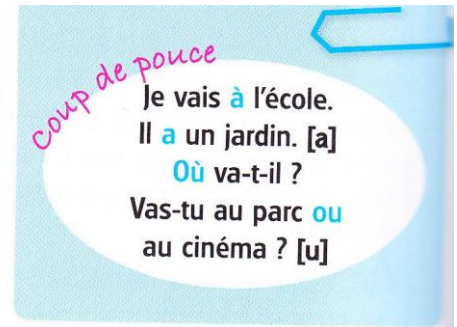 coup de pouce
Je vais à l'école.
Il a un jardin. [a]
Où va-t-il ?
Vas-tu au parc ou
au cinéma ? [u]